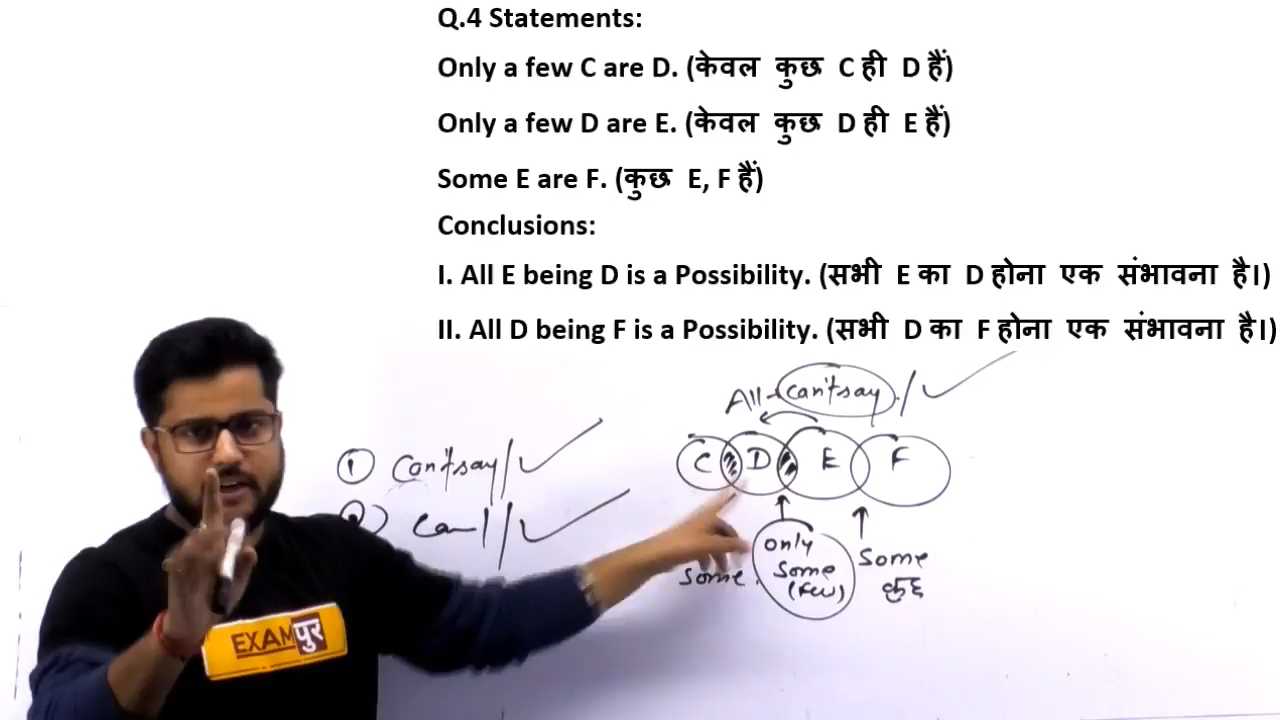 Q.4 Statements:
Only a few C are D. (केवल कुछ C ही D हैं)
Only a few D are E. (केवल कुछ D ही E हैं)
Some E are F. (कुछ E, F हैं)
Conclusions:
I. All E being D is a Possibility. (सभी E का D होना एक संभावना है।)
II. All D being F is a Possibility. (सभी D का F होना एक संभावना है।)
All - can't say / ✓
① can't say / ✓
② can / ✓
C D E F
Some
only some (few)
Some कुछ
EXAMपुर